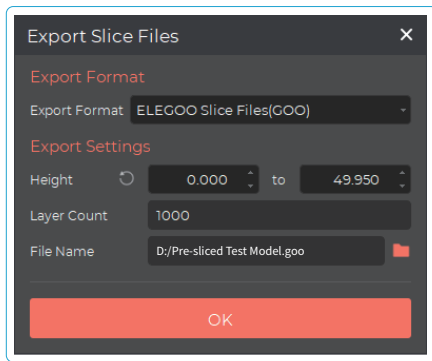 Export Slice Files
Export Format
Export Format ELEGOO Slice Files(GOO)
Export Settings
Height 0.000 to 49.950
Layer Count 1000
File Name D:/Pre-sliced Test Model.goo
OK